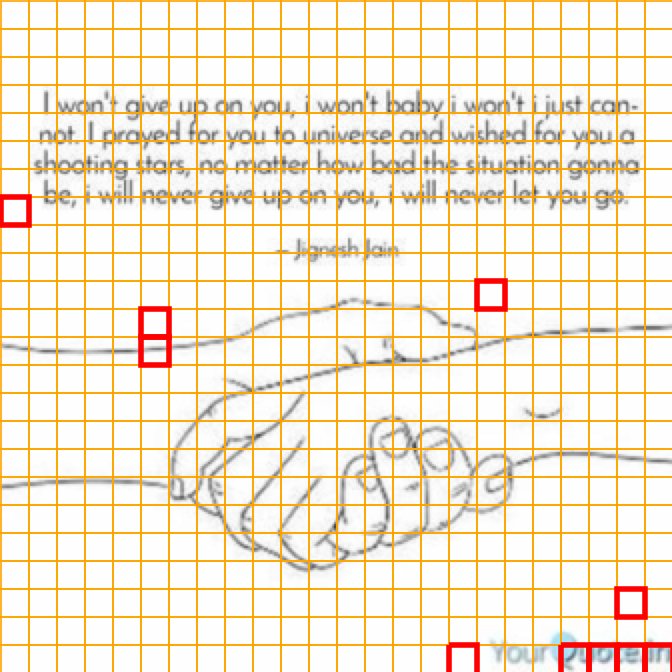 I won't give up on you, i won't baby i won't i just can-
not. I prayed for you to universe and wished for you a
shooting stars, no matter how bad the situation gonna
be, i will never give up on you, i will never let you go.
-- Jignesh Jain
YourQuote.in